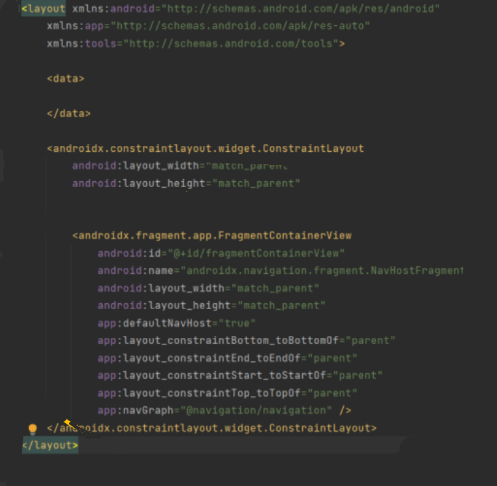 <layout xmlns:android="http://schemas.android.com/apk/res/android"
xmlns:app="http://schemas.android.com/apk/res-auto"
xmlns:tools="http://schemas.android.com/tools">
<data>
</data>
<androidx.constraintlayout.widget.ConstraintLayout
android:layout_width="match_parent
android:layout_height="match_parent"
<androidx.fragment.app.FragmentContainerView
android:id="@+id/fragmentContainerView"
android:name="androidx.navigation.fragment.NavHostFragment
android:layout_width="match_parent"
android:layout_height="match_parent"
app:defaultNavHost="true"
app:layout_constraintBottom_toBottomOf="parent"
app:layout_constraintEnd_toEndOf="parent"
app:layout_constraintStart_toStartOf="parent"
app:layout_constraintTop_toTopOf="parent"
app:navGraph="@navigation/navigation" />
</androidx.constraintlayout.widget.ConstraintLayout>
</layout>